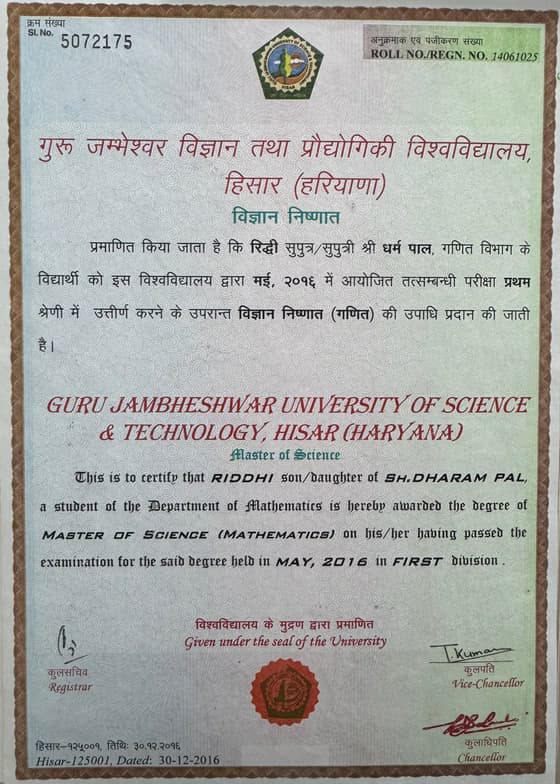 क्रम संख्या
Sl. No. 5072175
अनुक्रमांक एवं पंजीकरण संख्या
ROLL NO./REGN. NO. 14061025
गुरू जम्भेश्वर विज्ञान तथा प्रौद्योगिकी विश्वविद्यालय,
हिसार (हरियाणा)
विज्ञान निष्णात
प्रमाणित किया जाता है कि रिद्धी सुपुत्र/सुपुत्री श्री धर्म पाल, गणित विभाग के
विद्यार्थी को इस विश्वविद्यालय द्वारा मई, २०१६ में आयोजित तत्सम्बन्धी परीक्षा प्रथम
श्रेणी में उत्तीर्ण करने के उपरान्त विज्ञान निष्णात (गणित) की उपाधि प्रदान की जाती
है।
GURU JAMBHESHWAR UNIVERSITY OF SCIENCE
& TECHNOLOGY, HISAR (HARYANA)
Master of Science
This is to certify that RIDDHI son/daughter of SH.DHARAM PAL,
a student of the Department of Mathematics is hereby awarded the degree of
MASTER OF SCIENCE (MATHEMATICS) on his/her having passed the
examination for the said degree held in MAY, 2016 in FIRST division.
विश्वविद्यालय के मुद्रण द्वारा प्रमाणित
Given under the seal of the University
कुलसचिव
Registrar
T.Kumar
कुलपति
Vice-Chancellor
कुलाधिपति
Chancellor
हिसार-१२५००१, तिथिः ३०.१२.२०१६
Hisar-125001, Dated: 30-12-2016